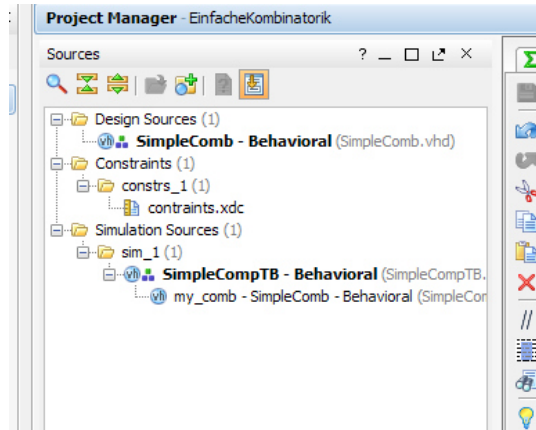 Project Manager - EinfacheKombinatorik
Sources ? _ □ ×
Design Sources (1)
SimpleComb - Behavioral (SimpleComb.vhd)
Constraints (1)
constrs_1 (1)
contraints.xdc
Simulation Sources (1)
sim_1 (1)
SimpleCompTB - Behavioral (SimpleCompTB.
my_comb - SimpleComb - Behavioral (SimpleCor